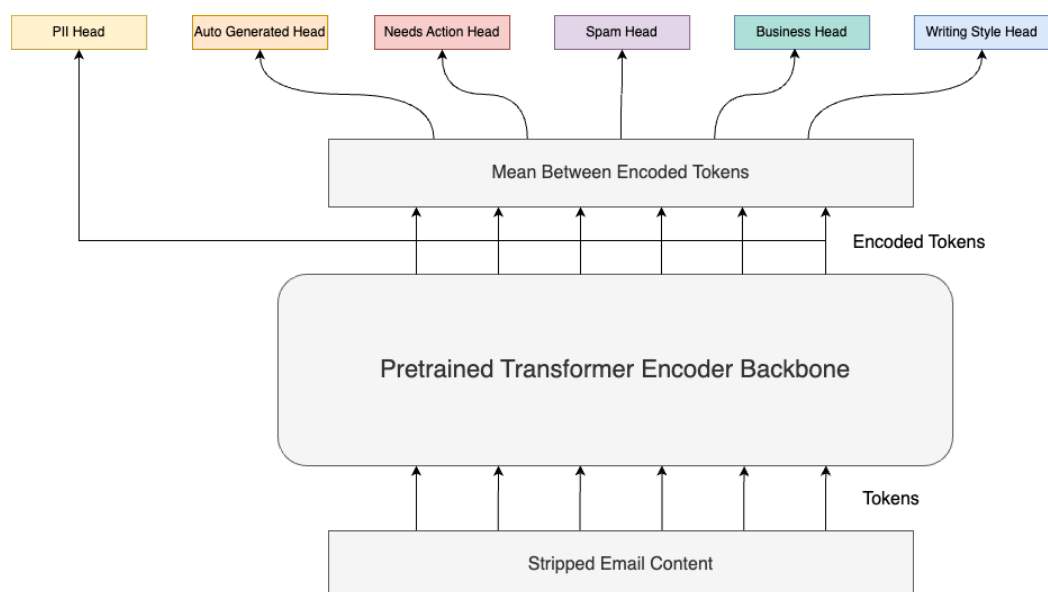 PII Head
Auto Generated Head
Needs Action Head
Spam Head
Business Head
Writing Style Head
Mean Between Encoded Tokens
Encoded Tokens
Pretrained Transformer Encoder Backbone
Tokens
Stripped Email Content